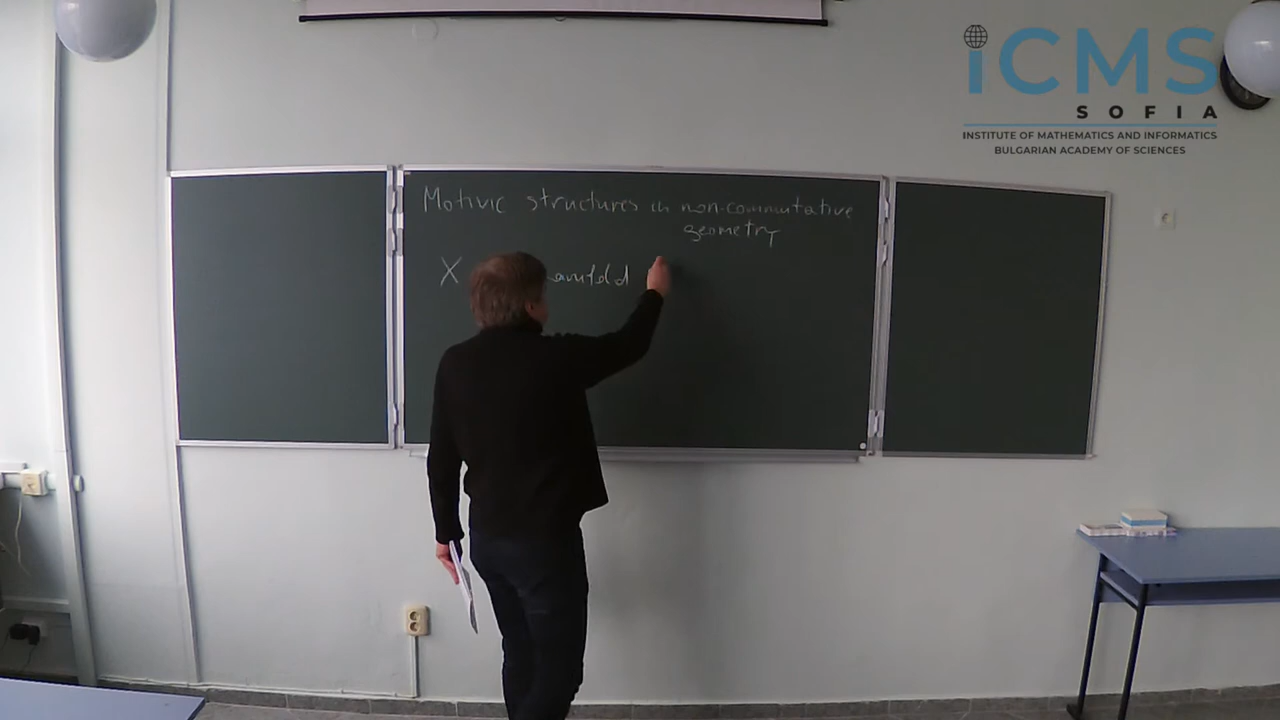 iCMS
SOFIA
INSTITUTE OF MATHEMATICS AND INFORMATICS
BULGARIAN ACADEMY OF SCIENCES
Motivic structures in non-commutative
geometry
X